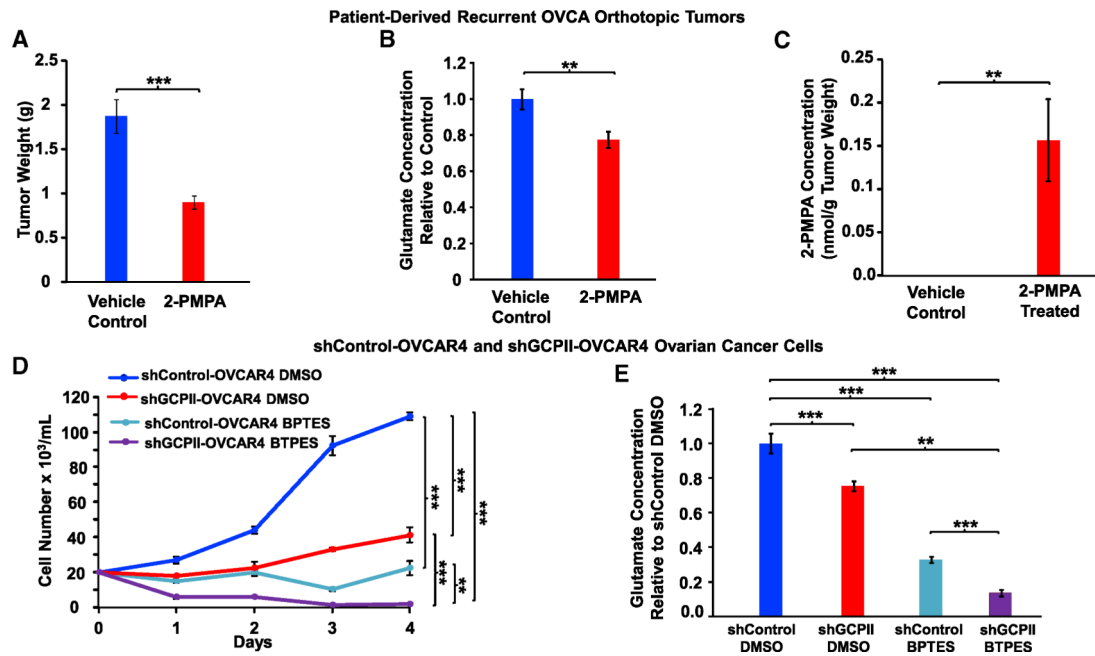 Patient-Derived Recurrent OVCA Orthotopic Tumors
A
Tumor Weight (g)
2.5
2
1.5
1
0.5
0
***
Vehicle
Control
2-PMPA
B
Glutamate Concentration
Relative to Control
1.2
1.0
0.8
0.6
0.4
0.2
0
**
Vehicle
Control
2-PMPA
C
2-PMPA Concentration
(nmol/g Tumor Weight)
0.25
0.2
0.15
0.10
0.05
0.00
**
Vehicle
Control
2-PMPA
Treated
shControl-OVCAR4 and shGCPII-OVCAR4 Ovarian Cancer Cells
D
shControl-OVCAR4 DMSO
shGCPII-OVCAR4 DMSO
shControl-OVCAR4 BPTES
shGCPII-OVCAR4 BTPES
Cell Number x 10³/mL
120
100
80
60
40
20
0
0
1
2
3
4
Days
***
***
***
***
**
E
Glutamate Concentration
Relative to shControl DMSO
1.2
1.0
0.8
0.6
0.4
0.2
0.0
***
***
***
**
***
shControl
DMSO
shGCPII
DMSO
shControl
BPTES
shGCPII
BTPES